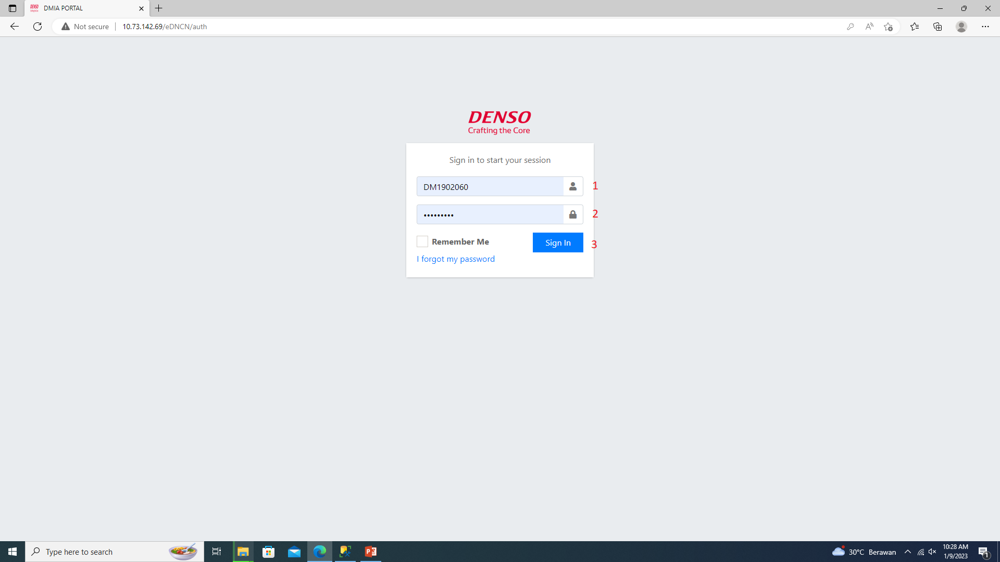 DENSO
DMIA PORTAL
Not secure
10.73.142.69/eDNCN/auth
DENSO
Crafting the Core
Sign in to start your session
DM1902060
1
•••••••••
2
Remember Me
Sign In
3
I forgot my password
Type here to search
30°C Berawan
10:28 AM
1/9/2023
1